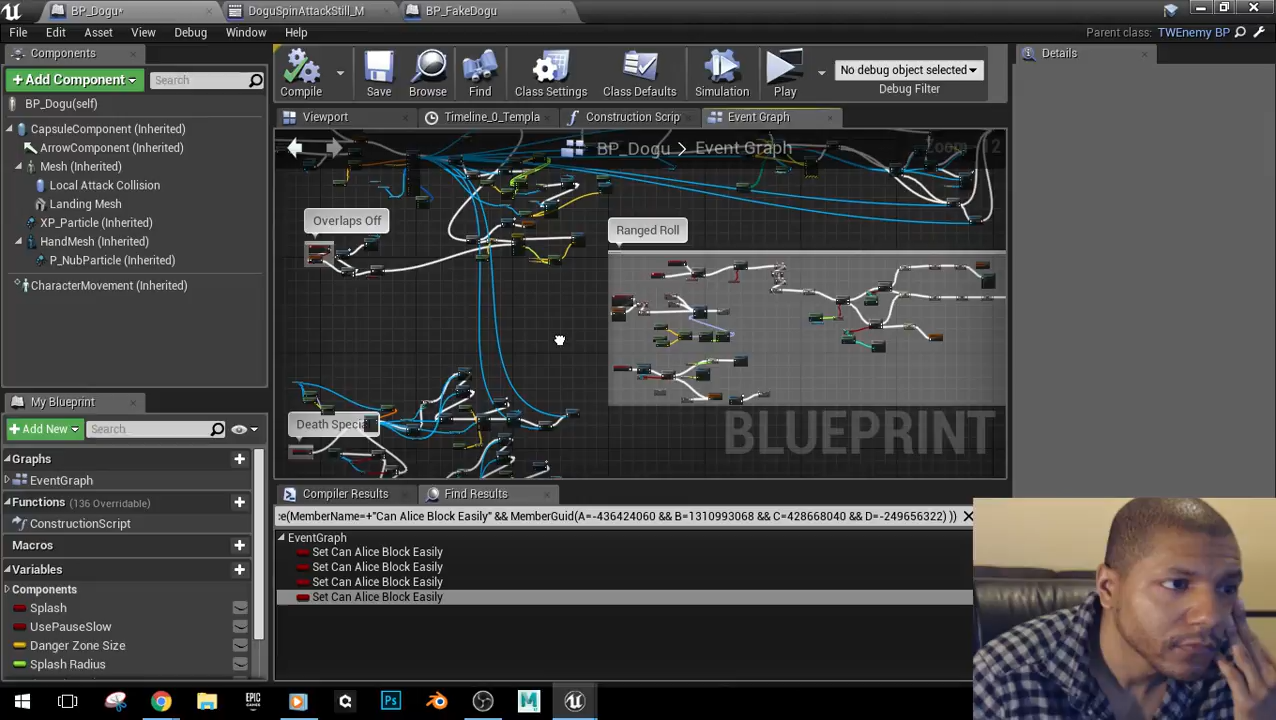 BP_Dogu*
DoguSpinAttackStill_M
BP_FakeDogu
File Edit Asset View Debug Window Help
Parent class: TWEnemy BP
Components
+Add Component
Search
BP_Dogu(self)
CapsuleComponent (Inherited)
ArrowComponent (Inherited)
Mesh (Inherited)
Local Attack Collision
Landing Mesh
XP_Particle (Inherited)
HandMesh (Inherited)
P_NubParticle (Inherited)
CharacterMovement (Inherited)
Compile Save Browse Find Class Settings Class Defaults Simulation Play
No debug object selected
Debug Filter
Details
Viewport
Timeline_0_Templa
Construction Scrip
Event Graph
BP_Dogu > Event Graph
Overlaps Off
Ranged Roll
Death Specia
BLUEPRINT
My Blueprint
+Add New
Search
Graphs
EventGraph
Functions (136 Overridable)
ConstructionScript
Macros
Variables
Components
Splash
UsePauseSlow
Danger Zone Size
Splash Radius
Compiler Results
Find Results
:e(MemberName=+"Can Alice Block Easily" && MemberGuid(A=-436424060 && B=1310993068 && C=428668040 && D=-249656322) ))
EventGraph
Set Can Alice Block Easily
Set Can Alice Block Easily
Set Can Alice Block Easily
Set Can Alice Block Easily
EPIC GAMES
Ps
M